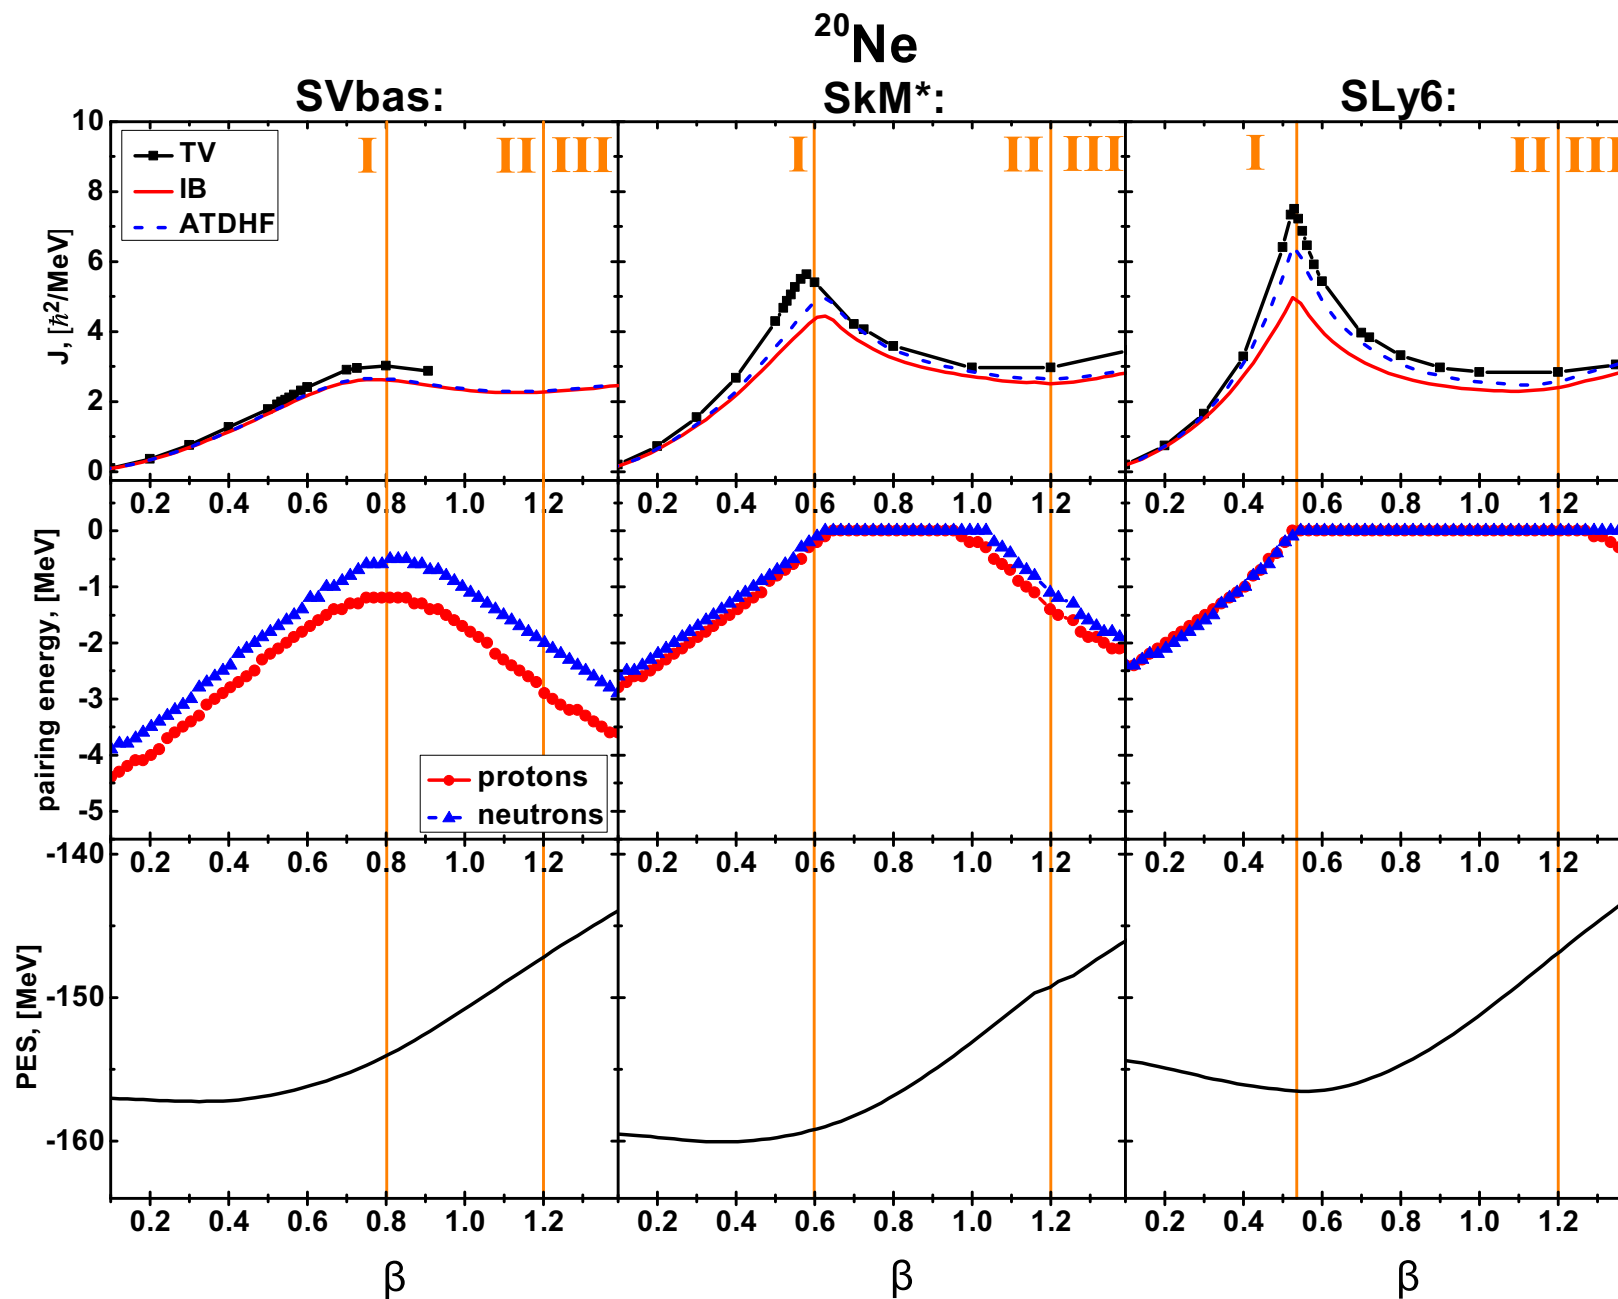 ²⁰Ne
SVbas: SkM*: SLy6:
10
8
6
4
2
0
J, [ℏ²/MeV]
TV
IB
ATDHF
I II III
I II III
I II III
0.2 0.4 0.6 0.8 1.0 1.2 0.2 0.4 0.6 0.8 1.0 1.2 0.2 0.4 0.6 0.8 1.0 1.2
0
-1
-2
-3
-4
-5
pairing energy, [MeV]
protons
neutrons
0.2 0.4 0.6 0.8 1.0 1.2 0.2 0.4 0.6 0.8 1.0 1.2 0.2 0.4 0.6 0.8 1.0 1.2
-140
-150
-160
PES, [MeV]
0.2 0.4 0.6 0.8 1.0 1.2 0.2 0.4 0.6 0.8 1.0 1.2 0.2 0.4 0.6 0.8 1.0 1.2
β β β